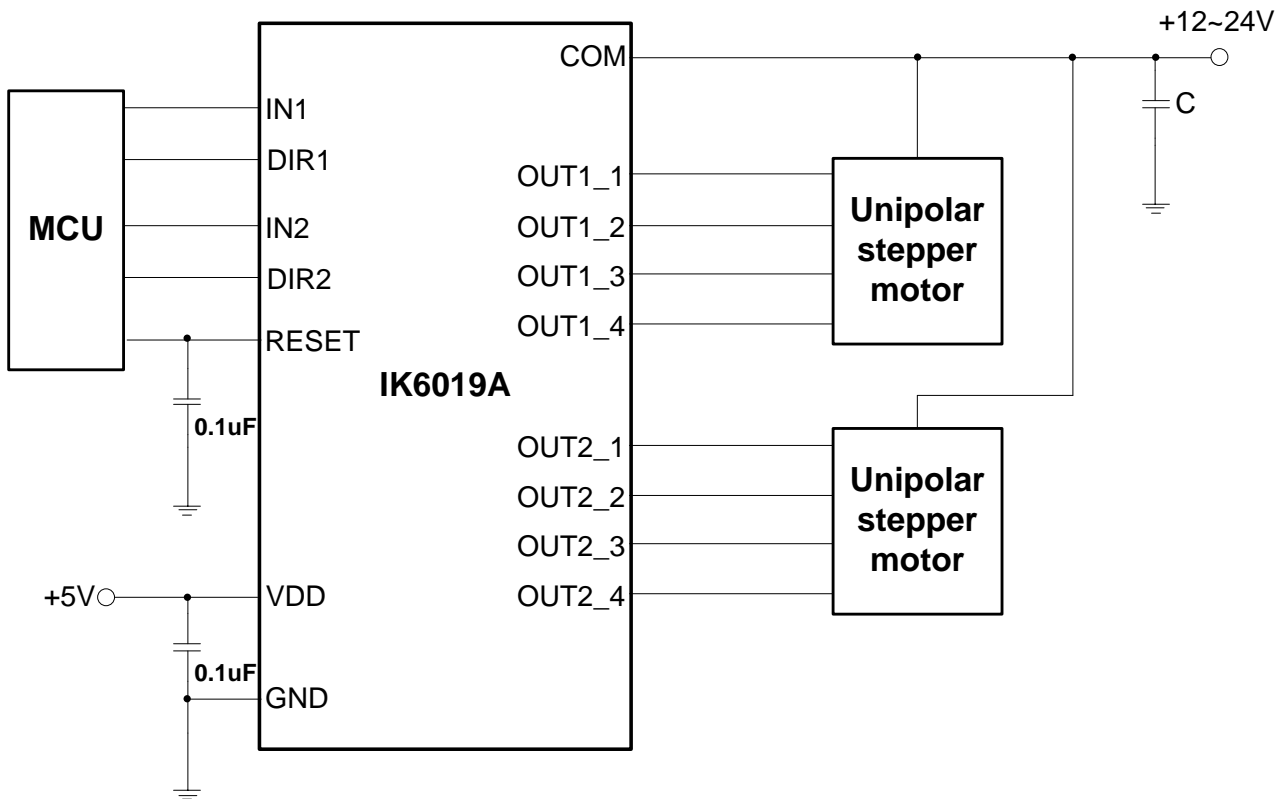 +12~24V
COM
C
MCU
IN1
DIR1
IN2
DIR2
RESET
0.1uF
IK6019A
OUT1_1
OUT1_2
OUT1_3
OUT1_4
Unipolar
stepper
motor
OUT2_1
OUT2_2
OUT2_3
OUT2_4
Unipolar
stepper
motor
+5V
VDD
0.1uF
GND